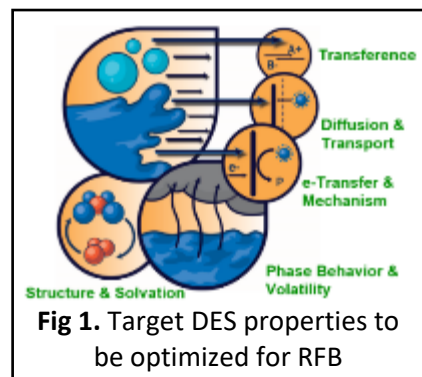 A+
B-
Transference
Diffusion &
Transport
e-
P
e-Transfer &
Mechanism
Phase Behavior &
Volatility
Structure & Solvation
Fig 1. Target DES properties to
be optimized for RFB